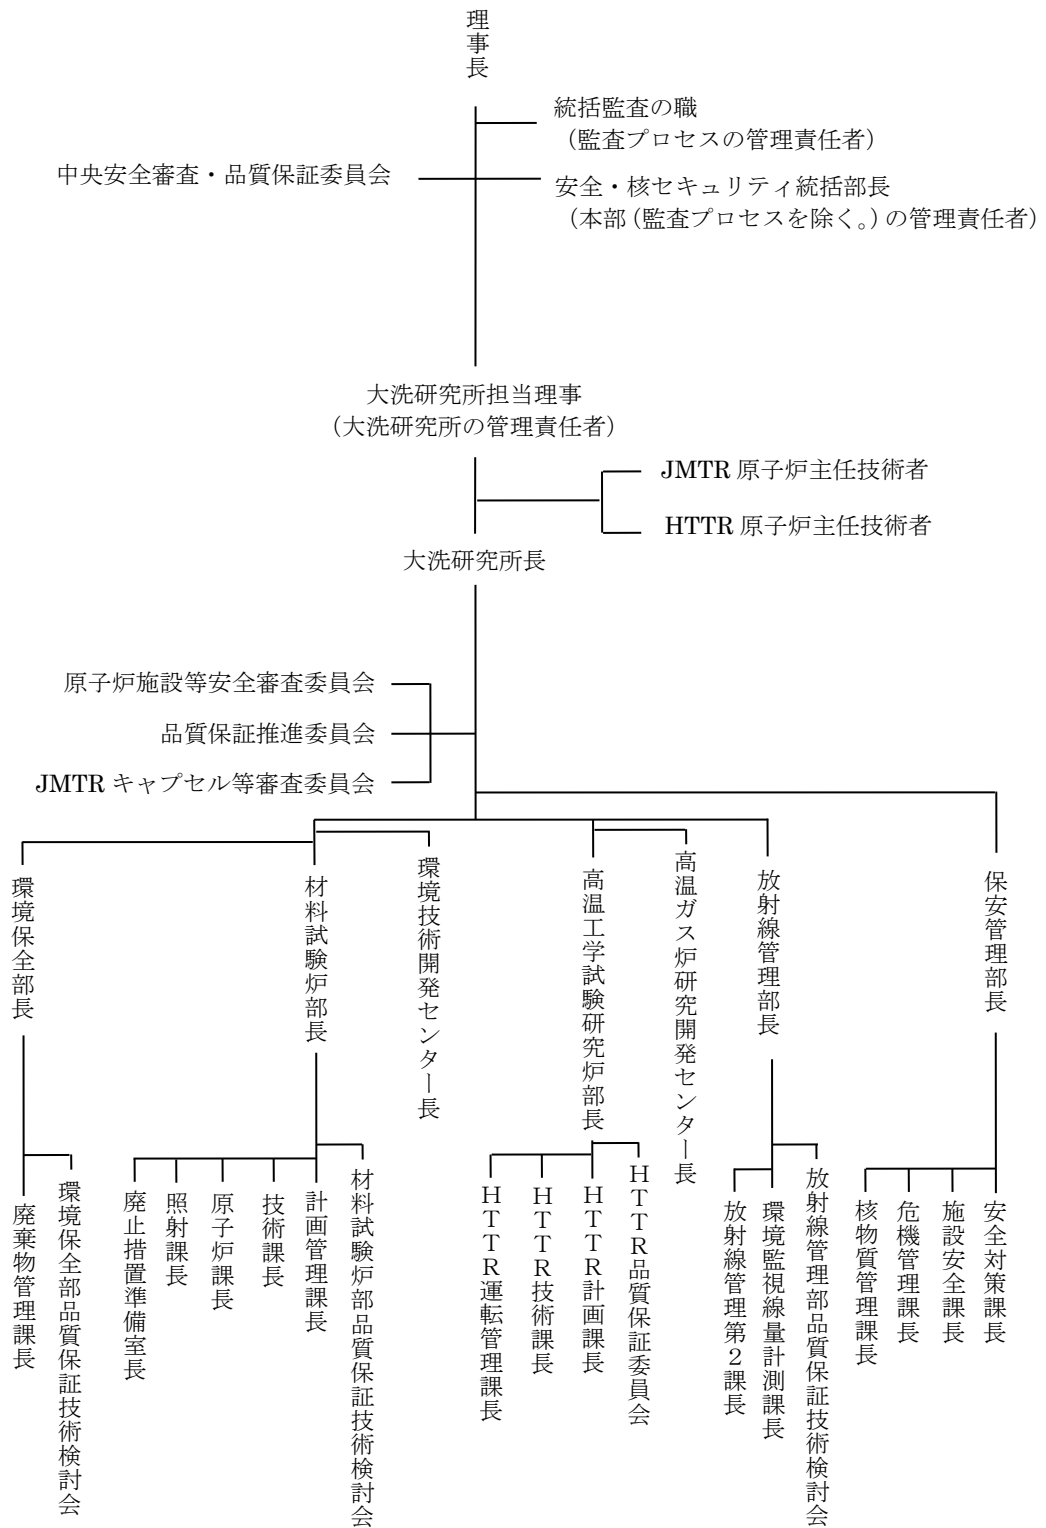 理事長
統括監査の職
（監査プロセスの管理責任者）
中央安全審査・品質保証委員会
安全・核セキュリティ統括部長
（本部（監査プロセスを除く。）の管理責任者）
大洗研究所担当理事
（大洗研究所の管理責任者）
JMTR 原子炉主任技術者
HTTR 原子炉主任技術者
大洗研究所長
原子炉施設等安全審査委員会
品質保証推進委員会
JMTR キャプセル等審査委員会
環境保全部長
材料試験炉部長
環境技術開発センター長
高温工学試験研究炉部長
高温ガス炉研究開発センター長
放射線管理部長
保安管理部長
廃棄物管理課長
環境保全部品質保証技術検討会
廃止措置準備室長
照射課長
原子炉課長
技術課長
計画管理課長
材料試験炉部品質保証技術検討会
ＨＴＴＲ運転管理課長
ＨＴＴＲ技術課長
ＨＴＴＲ計画課長
ＨＴＴＲ品質保証委員会
放射線管理第２課長
環境監視線量計測課長
放射線管理部品質保証技術検討会
核物質管理課長
危機管理課長
施設安全課長
安全対策課長